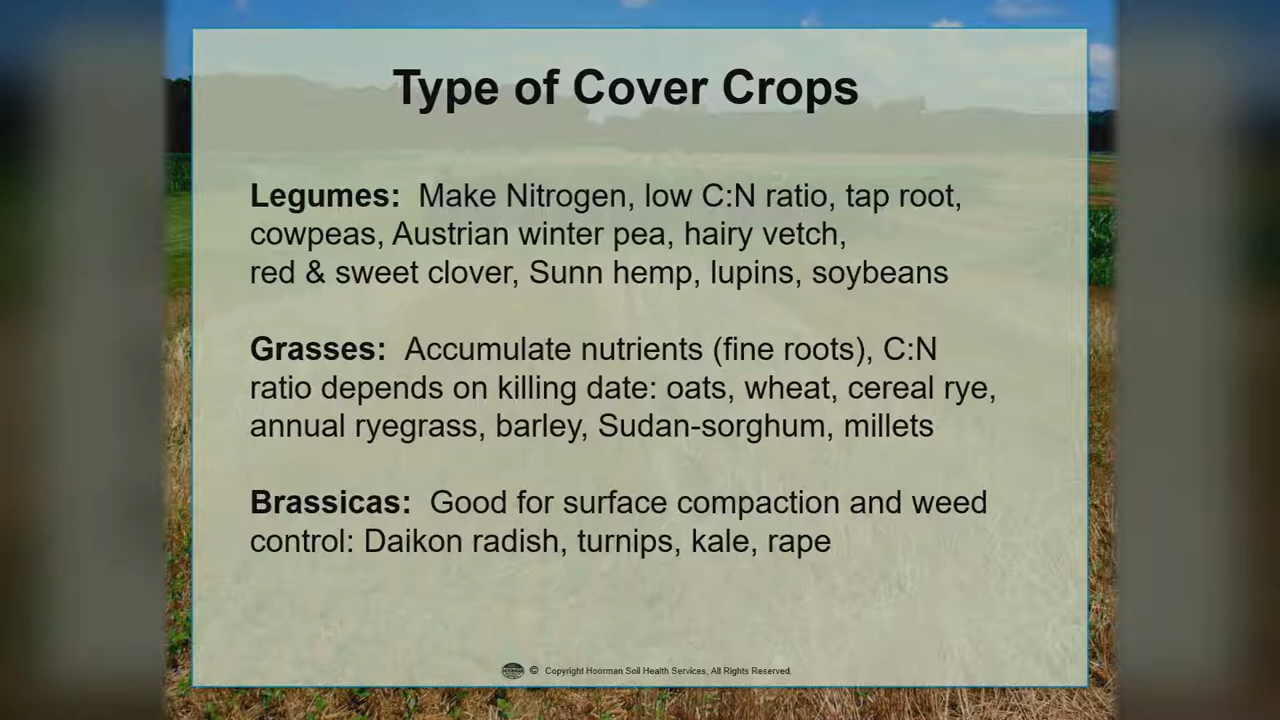 Type of Cover Crops
Legumes: Make Nitrogen, low C:N ratio, tap root,
cowpeas, Austrian winter pea, hairy vetch,
red & sweet clover, Sunn hemp, lupins, soybeans
Grasses: Accumulate nutrients (fine roots), C:N
ratio depends on killing date: oats, wheat, cereal rye,
annual ryegrass, barley, Sudan-sorghum, millets
Brassicas: Good for surface compaction and weed
control: Daikon radish, turnips, kale, rape
HOORMAN © Copyright Hoorman Soil Health Services, All Rights Reserved.